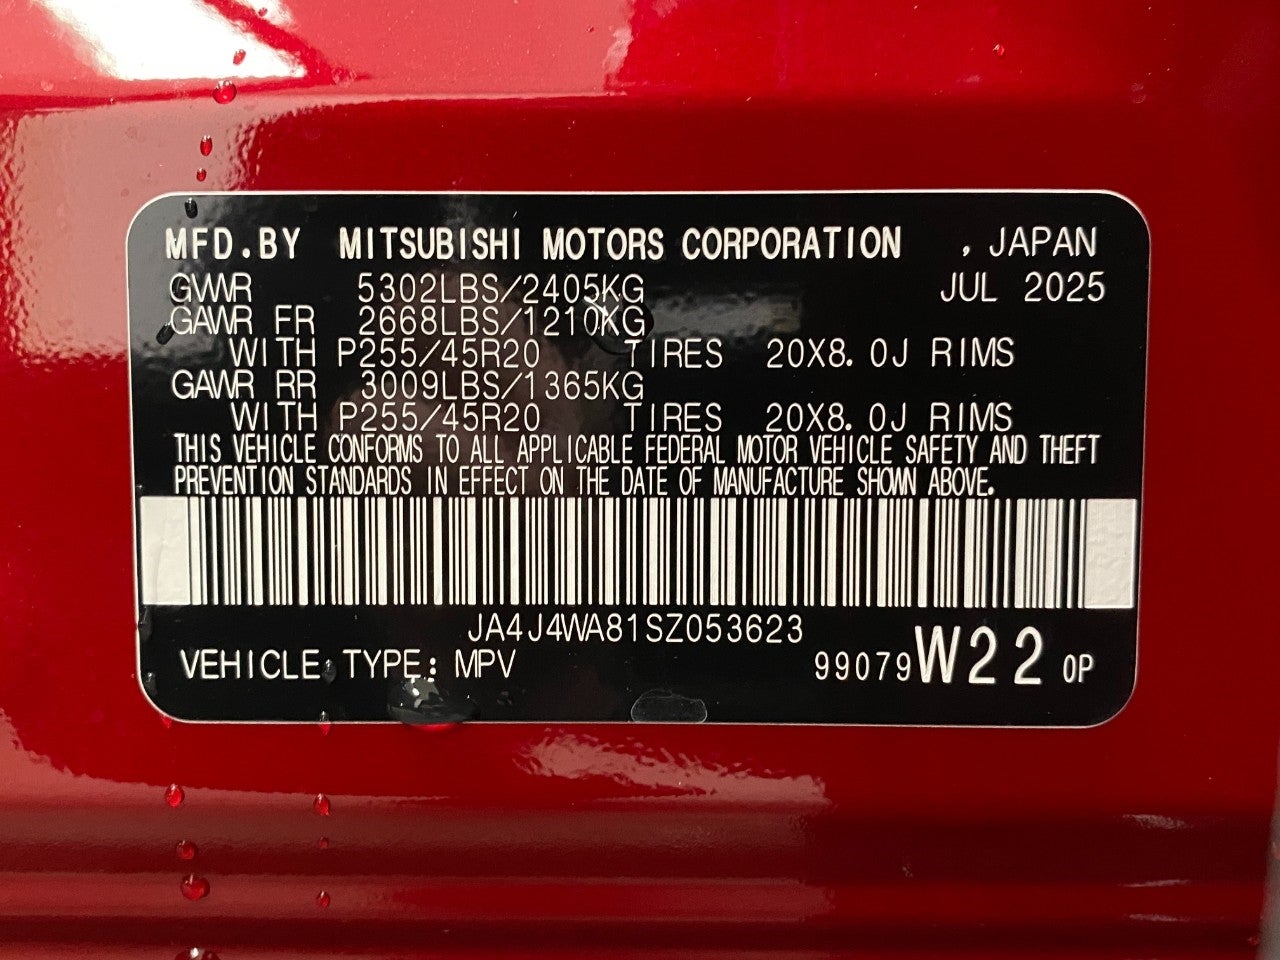 MFD.BY MITSUBISHI MOTORS CORPORATION , JAPAN
GVWR 5302LBS/2405KG JUL 2025
GAWR FR 2668LBS/1210KG
WITH P255/45R20 TIRES 20X8.0J RIMS
GAWR RR 3009LBS/1365KG
WITH P255/45R20 TIRES 20X8.0J RIMS
THIS VEHICLE CONFORMS TO ALL APPLICABLE FEDERAL MOTOR VEHICLE SAFETY AND THEFT
PREVENTION STANDARDS IN EFFECT ON THE DATE OF MANUFACTURE SHOWN ABOVE.
JA4J4WA81SZ053623
VEHICLE TYPE: MPV 99079 W22 0P